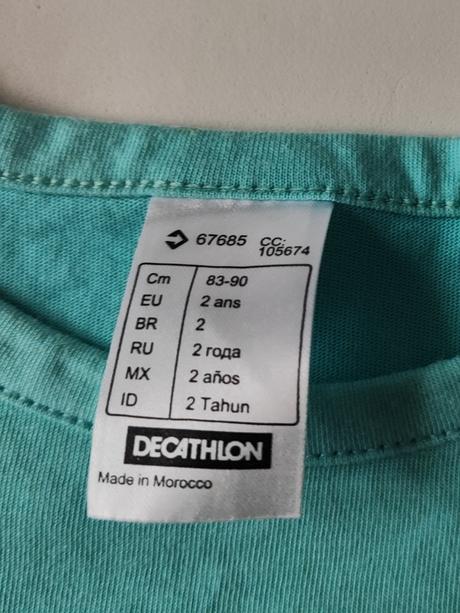 67685 CC:
105674
Cm 83-90
EU 2 ans
BR 2
RU 2 года
MX 2 años
ID 2 Tahun
DECATHLON
Made in Morocco